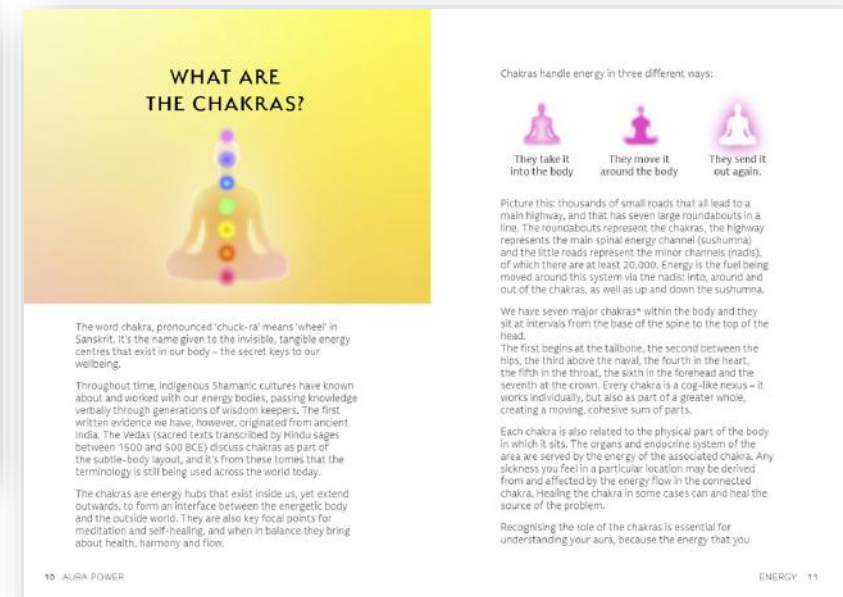 WHAT ARE
THE CHAKRAS?
The word chakra, pronounced 'chuck-ra' means 'wheel' in
Sanskrit. It's the name given to the invisible, tangible energy
centres that exist in our body – the secret keys to our
wellbeing.
Throughout time, indigenous Shamanic cultures have known
about and worked with our energy bodies, passing knowledge
verbally through generations of wisdom keepers. The first
written evidence we have, however, originated from ancient
India. The Vedas (sacred texts transcribed by Hindu sages
between 1500 and 500 BCE) discuss chakras as part of
the subtle-body layout, and it's from these tomes that the
terminology is still being used across the world today.
The chakras are energy hubs that exist inside us, yet extend
outwards, to form an interface between the energetic body
and the outside world. They are also key focal points for
meditation and self-healing, and when in balance they bring
about health, harmony and flow.
10 AURA POWER
Chakras handle energy in three different ways:
They take it
into the body
They move it
around the body
They send it
out again.
Picture this: thousands of small roads that all lead to a
main highway, and that has seven large roundabouts in a
line. The roundabouts represent the chakras, the highway
represents the main spinal energy channel (sushumna)
and the little roads represent the minor channels (nadis),
of which there are at least 20,000. Energy is the fuel being
moved around this system via the nadis: into, around and
out of the chakras, as well as up and down the sushumna.
We have seven major chakras* within the body and they
sit at intervals from the base of the spine to the top of the
head.
The first begins at the tailbone, the second between the
hips, the third above the naval, the fourth in the heart,
the fifth in the throat, the sixth in the forehead and the
seventh at the crown. Every chakra is a cog-like nexus – it
works individually, but also as part of a greater whole,
creating a moving, cohesive sum of parts.
Each chakra is also related to the physical part of the body
in which it sits. The organs and endocrine system of the
area are served by the energy of the associated chakra. Any
sickness you feel in a particular location may be derived
from and affected by the energy flow in the connected
chakra. Healing the chakra in some cases can and heal the
source of the problem.
Recognising the role of the chakras is essential for
understanding your aura, because the energy that you
ENERGY 11